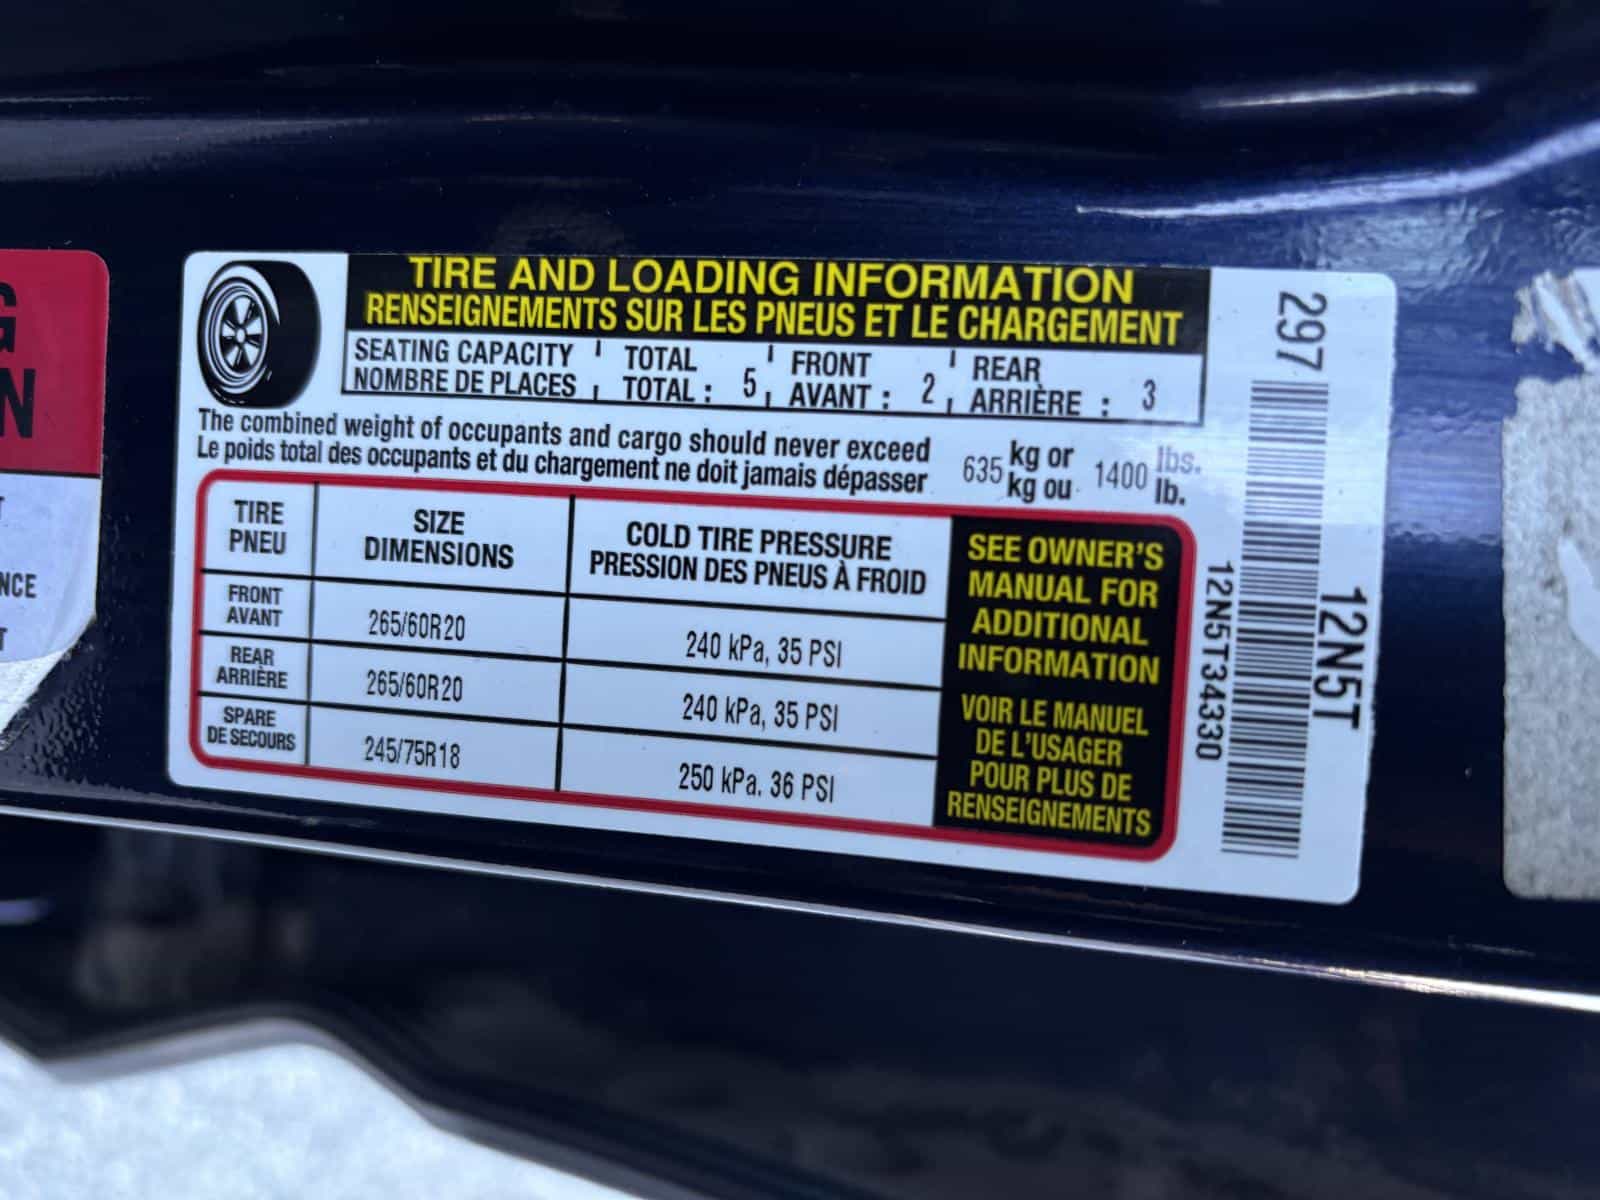 G
N
T
NCE
T
TIRE AND LOADING INFORMATION
RENSEIGNEMENTS SUR LES PNEUS ET LE CHARGEMENT
SEATING CAPACITY TOTAL FRONT REAR
NOMBRE DE PLACES TOTAL : 5 AVANT : 2 ARRIÈRE : 3
The combined weight of occupants and cargo should never exceed 635 kg or 1400 lbs.
Le poids total des occupants et du chargement ne doit jamais dépasser kg ou lb.
TIRE SIZE COLD TIRE PRESSURE
PNEU DIMENSIONS PRESSION DES PNEUS À FROID
FRONT
AVANT 265/60R20 240 kPa, 35 PSI
REAR
ARRIÈRE 265/60R20 240 kPa, 35 PSI
SPARE
DE SECOURS 245/75R18 250 kPa. 36 PSI
SEE OWNER'S
MANUAL FOR
ADDITIONAL
INFORMATION
VOIR LE MANUEL
DE L'USAGER
POUR PLUS DE
RENSEIGNEMENTS
297
12N5T34330
12N5T